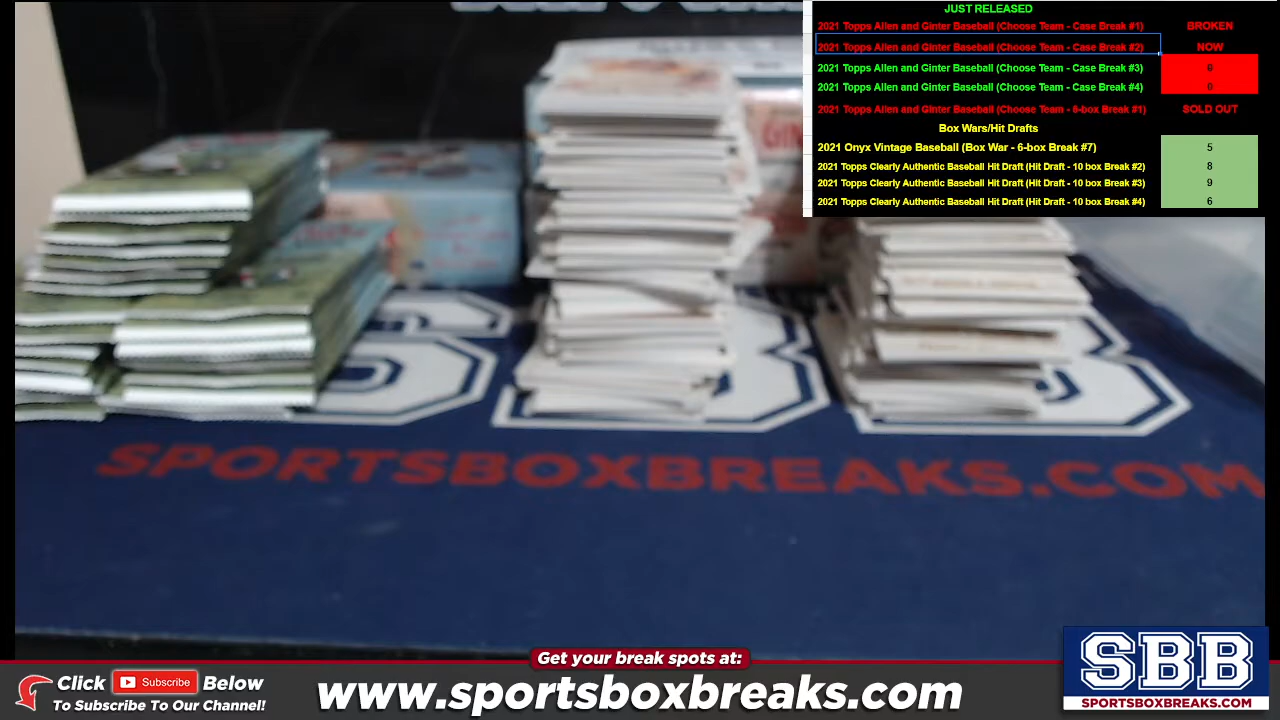 JUST RELEASED
2021 Topps Allen and Ginter Baseball (Choose Team - Case Break #1) BROKEN
2021 Topps Allen and Ginter Baseball (Choose Team - Case Break #2) NOW
2021 Topps Allen and Ginter Baseball (Choose Team - Case Break #3) 0
2021 Topps Allen and Ginter Baseball (Choose Team - Case Break #4) 0
2021 Topps Allen and Ginter Baseball (Choose Team - 6-box Break #1) SOLD OUT
Box Wars/Hit Drafts
2021 Onyx Vintage Baseball (Box War - 6-box Break #7) 5
2021 Topps Clearly Authentic Baseball Hit Draft (Hit Draft - 10 box Break #2) 8
2021 Topps Clearly Authentic Baseball Hit Draft (Hit Draft - 10 box Break #3) 9
2021 Topps Clearly Authentic Baseball Hit Draft (Hit Draft - 10 box Break #4) 6
SBB
SPORTSBOXBREAKS.COM
Get your break spots at:
Click Subscribe Below
To Subscribe To Our Channel!
www.sportsboxbreaks.com
SBB
SPORTSBOXBREAKS.COM